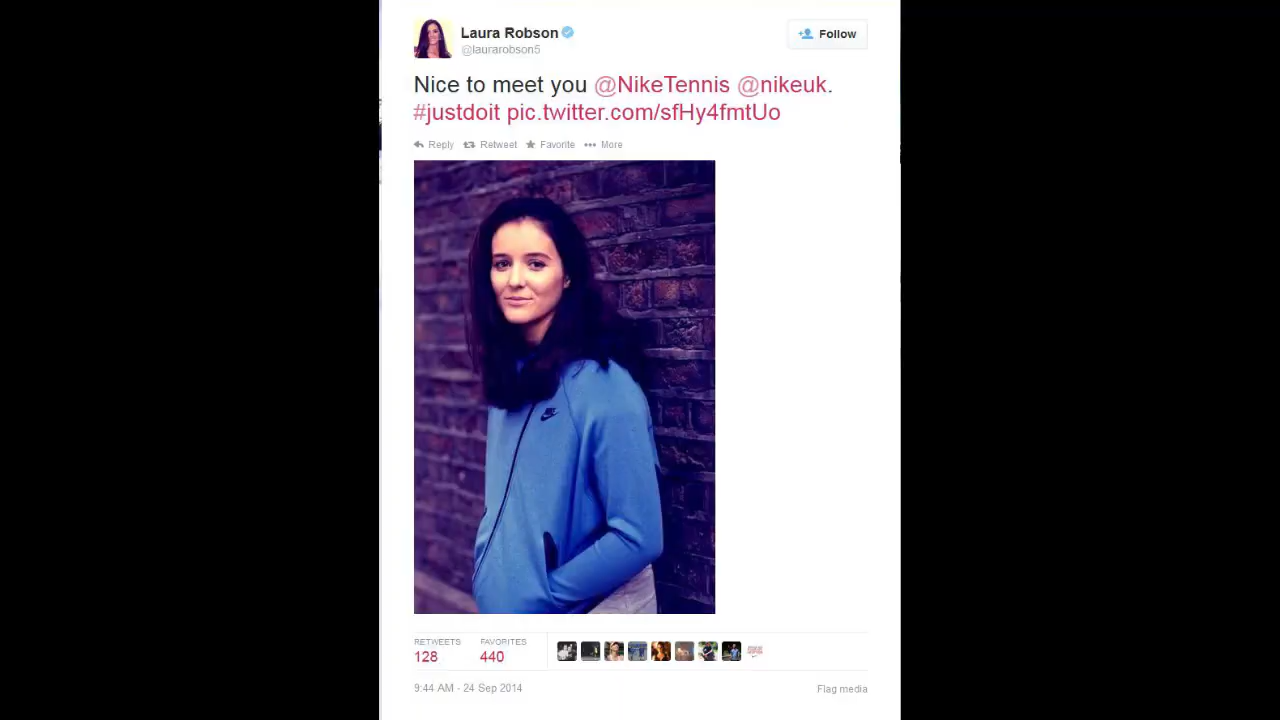 Laura Robson
@laurarobson5
Follow
Nice to meet you @NikeTennis @nikeuk.
#justdoit pic.twitter.com/sfHy4fmtUo
Reply Retweet Favorite More
RETWEETS FAVORITES
128 440
9:44 AM - 24 Sep 2014
Flag media